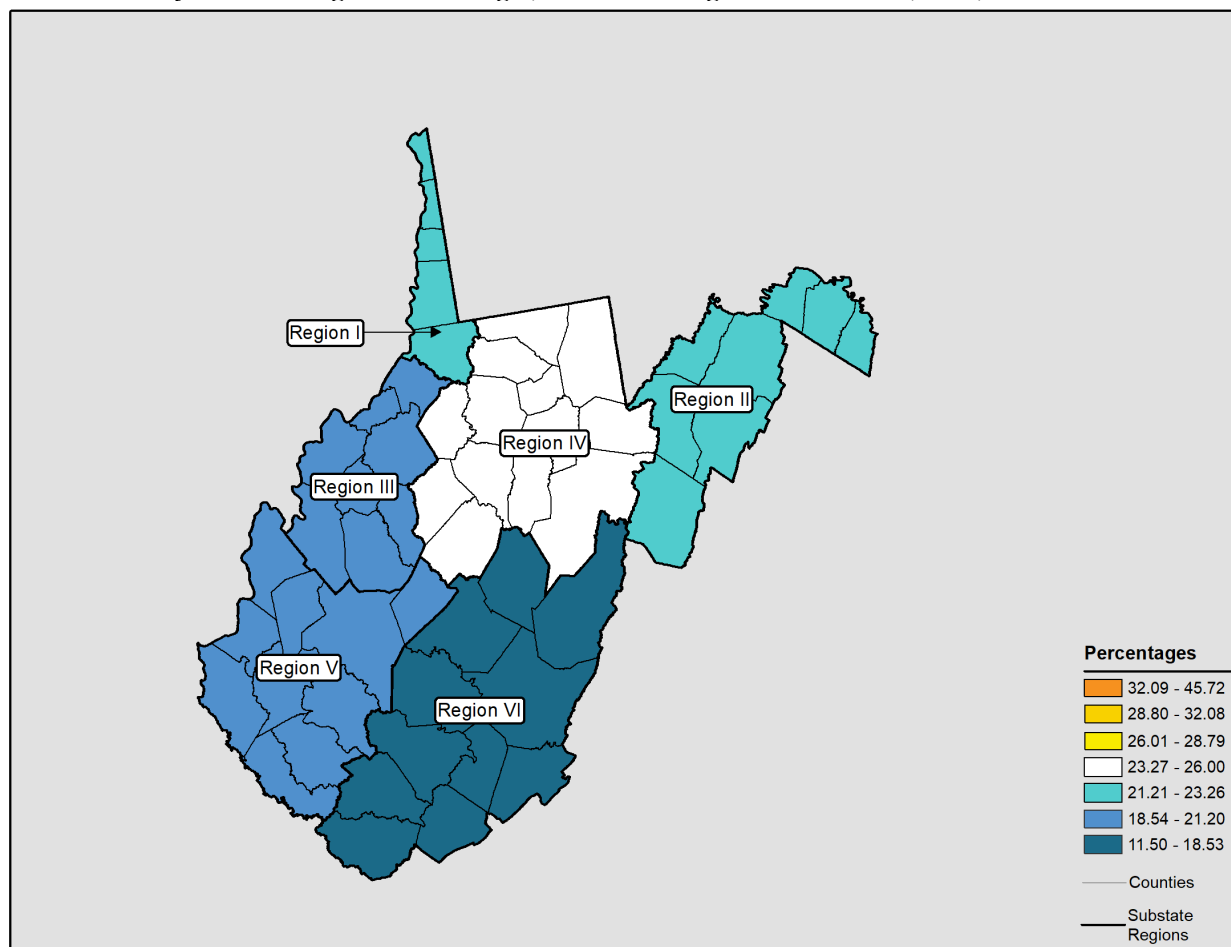 Region I
Region II
Region IV
Region III
Region V
Region VI
Percentages
32.09 - 45.72
28.80 - 32.08
26.01 - 28.79
23.27 - 26.00
21.21 - 23.26
18.54 - 21.20
11.50 - 18.53
Counties
Substate
Regions